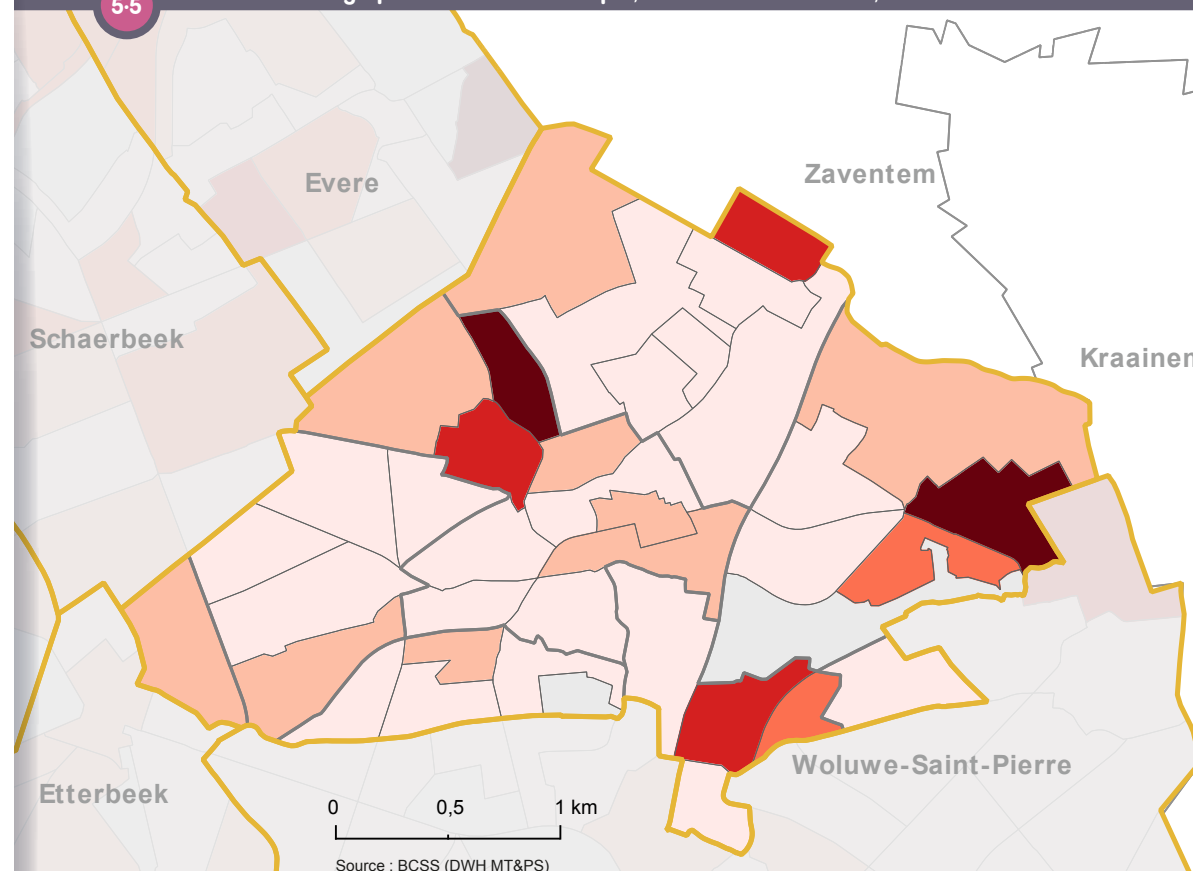 5·5
Zaventem
Evere
Schaerbeek
Kraainem
Etterbeek
Woluwe-Saint-Pierre
0 0,5 1 km
Source : BCSS (DWH MT&PS)